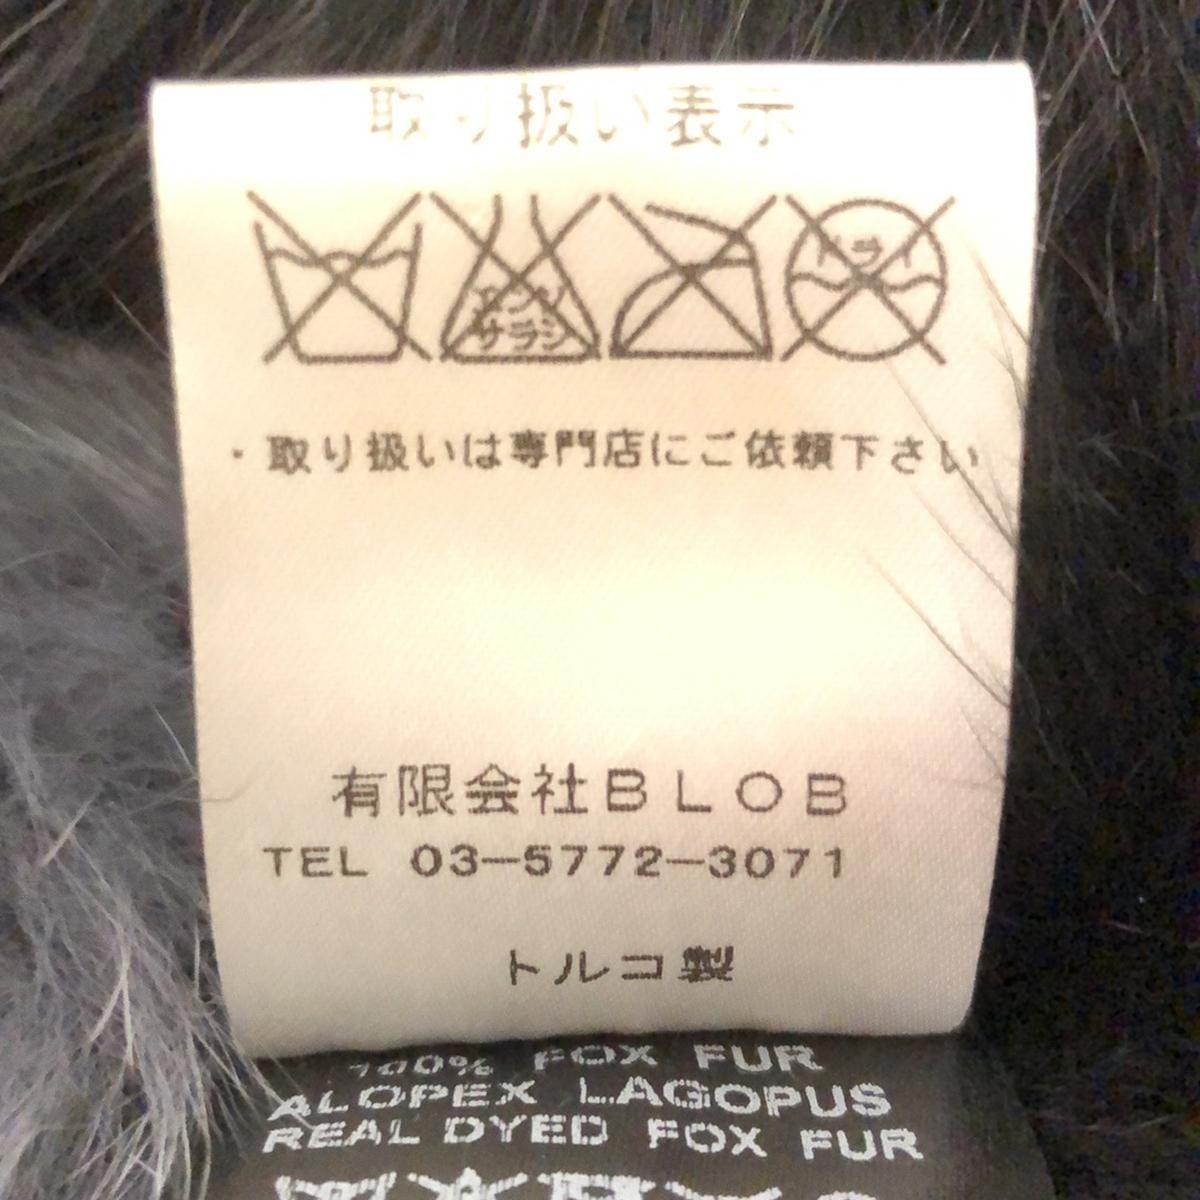 取り扱い表示
エンソ
サラシ
ドライ
・取り扱いは専門店にご依頼下さい
有限会社BLOB
TEL 03-5772-3071
トルコ製
100% FOX FUR
ALOPEX LAGOPUS
REAL DYED FOX FUR